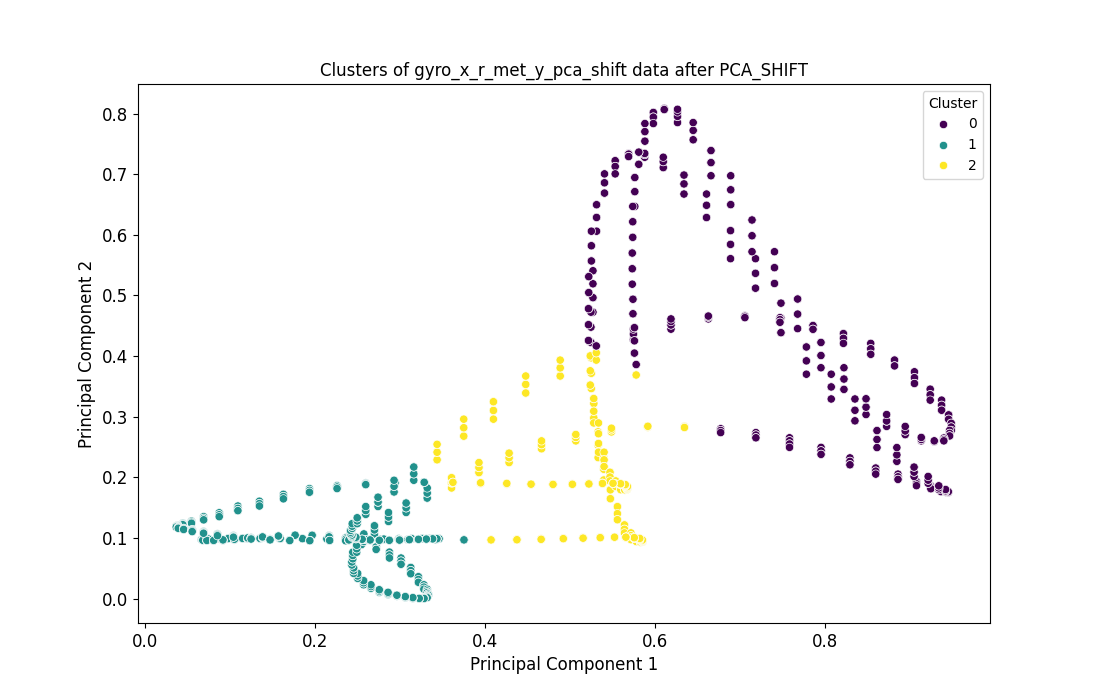 Clusters of gyro_x_r_met_y_pca_shift data after PCA_SHIFT
Cluster
0
1
2
Principal Component 2
0.8
0.7
0.6
0.5
0.4
0.3
0.2
0.1
0.0
0.0 0.2 0.4 0.6 0.8
Principal Component 1